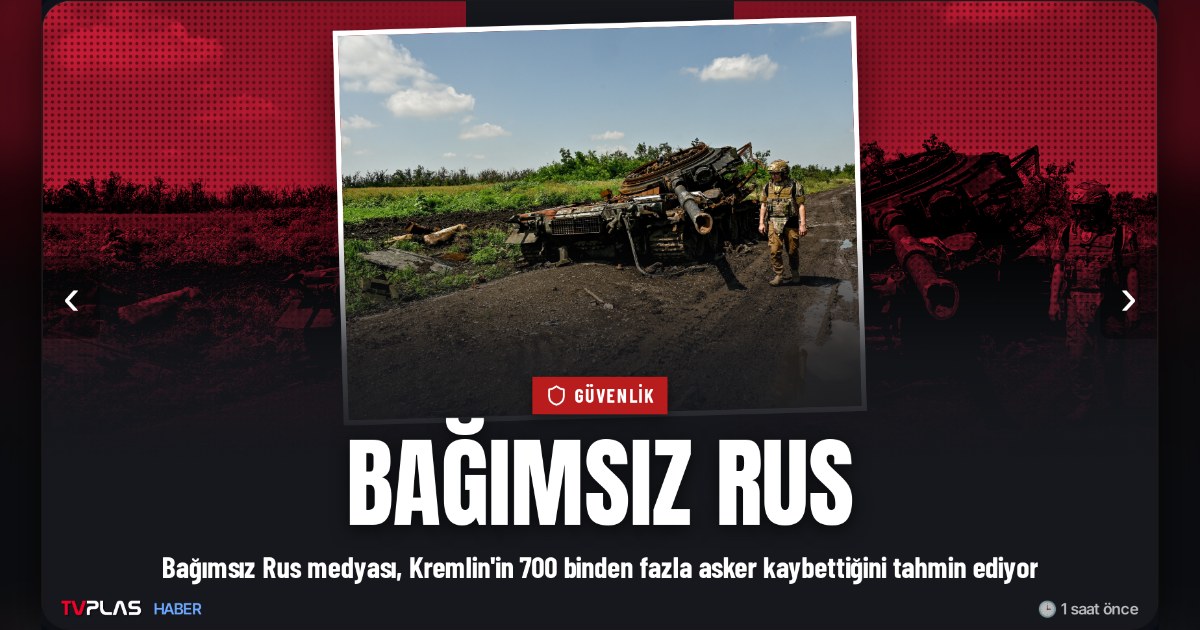 GÜVENLİK
BAĞIMSIZ RUS
Bağımsız Rus medyası, Kremlin'in 700 binden fazla asker kaybettiğini tahmin ediyor
TVPLAS HABER
1 saat önce